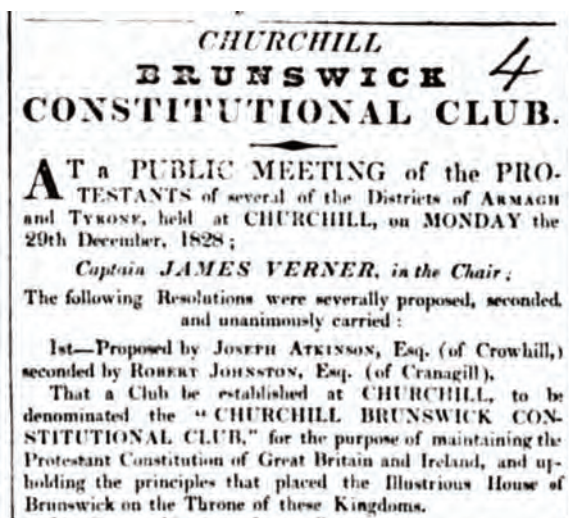 CHURCHILL
BRUNSWICK
CONSTITUTIONAL CLUB.
4
AT a PUBLIC MEETING of the PRO-
TESTANTS of several of the Districts of ARMAGH
and TYRONE, held at CHURCHILL, on MONDAY the
29th December, 1828;
Captain JAMES VERNER, in the Chair;
The following Resolutions were severally proposed, seconded,
and unanimously carried:
1st—Proposed by JOSEPH ATKINSON, Esq. (of Crowhill,)
seconded by ROBERT JOHNSTON, Esq. (of Cranagill),
That a Club be established at CHURCHILL, to be
denominated the "CHURCHILL BRUNSWICK CON-
STITUTIONAL CLUB," for the purpose of maintaining the
Protestant Constitution of Great Britain and Ireland, and up-
holding the principles that placed the Illustrious House of
Brunswick on the Throne of these Kingdoms.